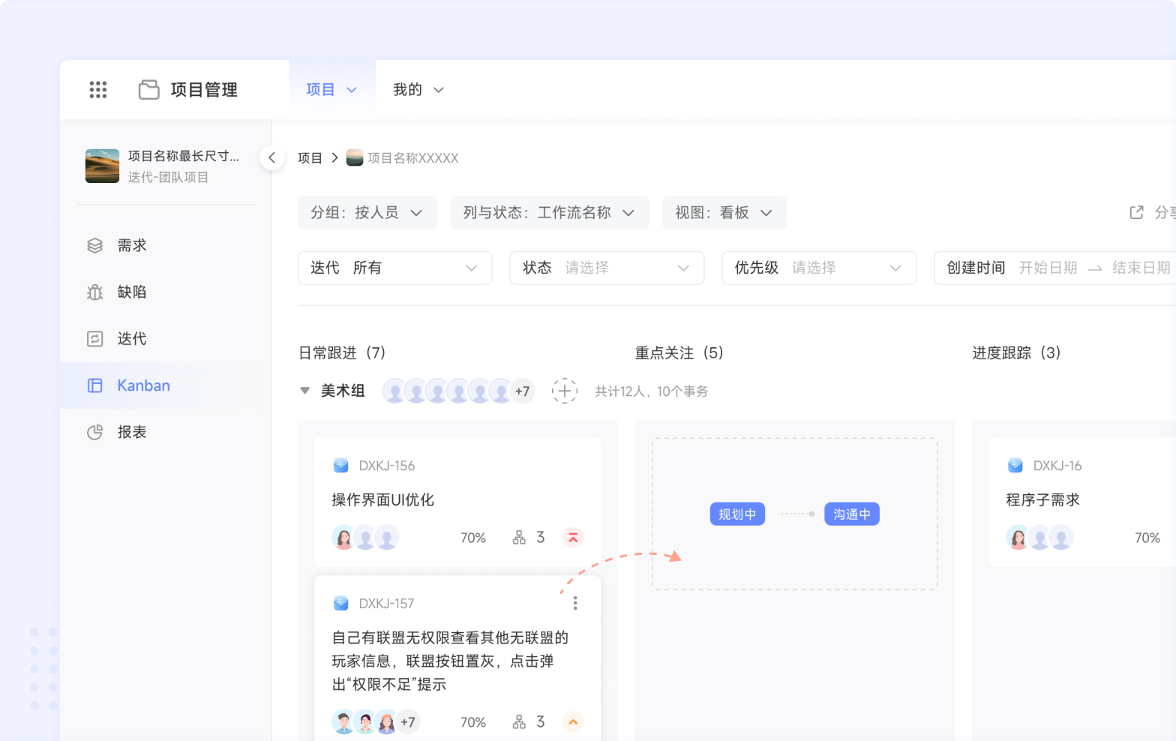 项目管理
项目
我的
项目名称最长尺寸...
迭代-团队项目
需求
缺陷
迭代
Kanban
报表
项目
项目名称XXXXX
分组：按人员
列与状态：工作流名称
视图：看板
分享
迭代 所有
状态 请选择
优先级 请选择
创建时间 开始日期 结束日期
日常跟进（7）
重点关注（5）
进度跟踪（3）
美术组
+7
共计12人，10个事务
DXKJ-156
操作界面UI优化
70%
3
DXKJ-157
自己有联盟无权限查看其他无联盟的
玩家信息，联盟按钮置灰，点击弹
出“权限不足”提示
+7
70%
3
规划中
沟通中
DXKJ-16
程序子需求
70%